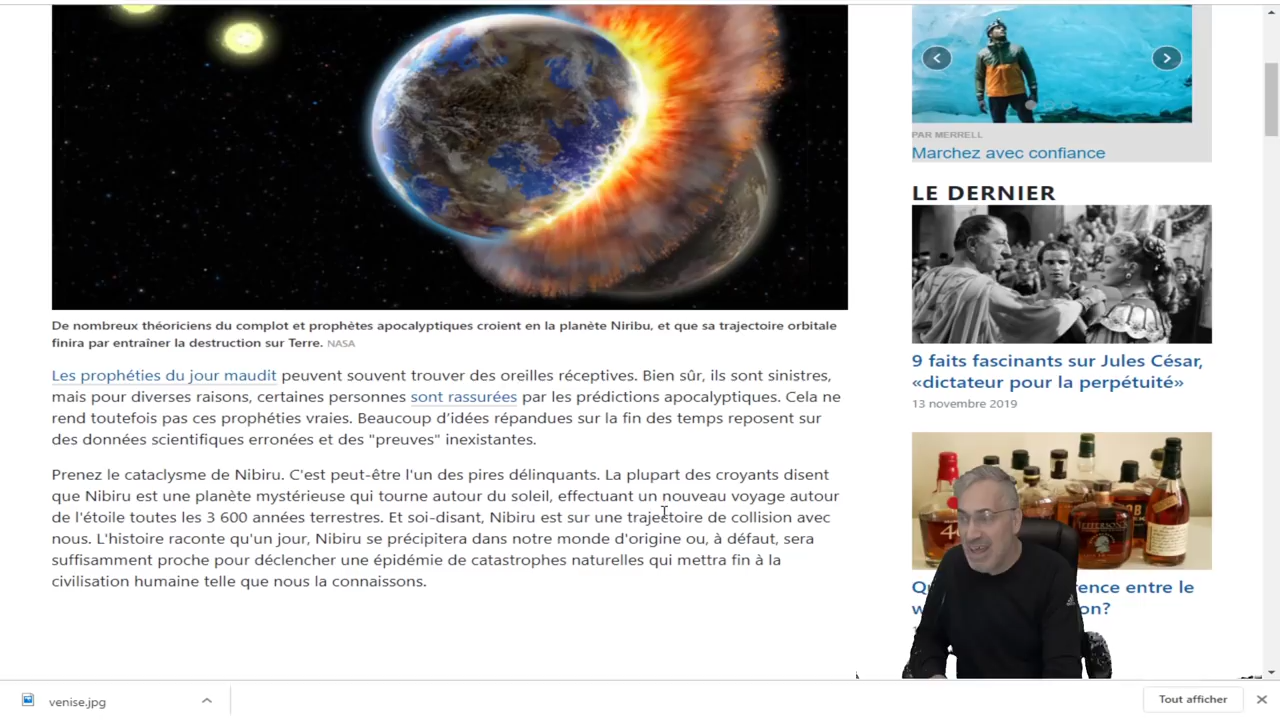 De nombreux théoriciens du complot et prophètes apocalyptiques croient en la planète Niribu, et que sa trajectoire orbitale
finira par entraîner la destruction sur Terre. NASA
Les prophéties du jour maudit peuvent souvent trouver des oreilles réceptives. Bien sûr, ils sont sinistres,
mais pour diverses raisons, certaines personnes sont rassurées par les prédictions apocalyptiques. Cela ne
rend toutefois pas ces prophéties vraies. Beaucoup d'idées répandues sur la fin des temps reposent sur
des données scientifiques erronées et des "preuves" inexistantes.
Prenez le cataclysme de Nibiru. C'est peut-être l'un des pires délinquants. La plupart des croyants disent
que Nibiru est une planète mystérieuse qui tourne autour du soleil, effectuant un nouveau voyage autour
de l'étoile toutes les 3 600 années terrestres. Et soi-disant, Nibiru est sur une trajectoire de collision avec
nous. L'histoire raconte qu'un jour, Nibiru se précipitera dans notre monde d'origine ou, à défaut, sera
suffisamment proche pour déclencher une épidémie de catastrophes naturelles qui mettra fin à la
civilisation humaine telle que nous la connaissons.
PAR MERRELL
Marchez avec confiance
LE DERNIER
9 faits fascinants sur Jules César,
«dictateur pour la perpétuité»
13 novembre 2019
JEFFERSON'S
entre le
venise.jpg
Tout afficher